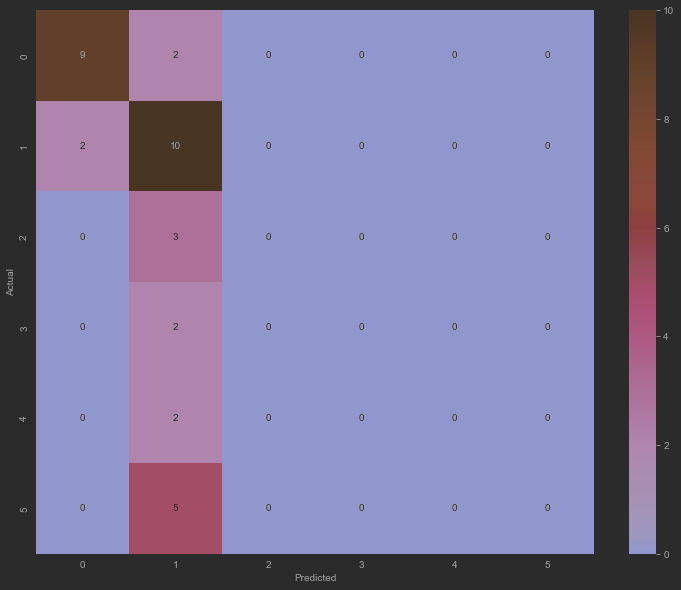 10
0 9 2 0 0 0 0
8
1 2 10 0 0 0 0
2 0 3 0 0 0 0
6
Actual
3 0 2 0 0 0 0
4
4 0 2 0 0 0 0
2
5 0 5 0 0 0 0
0
0 1 2 3 4 5
Predicted